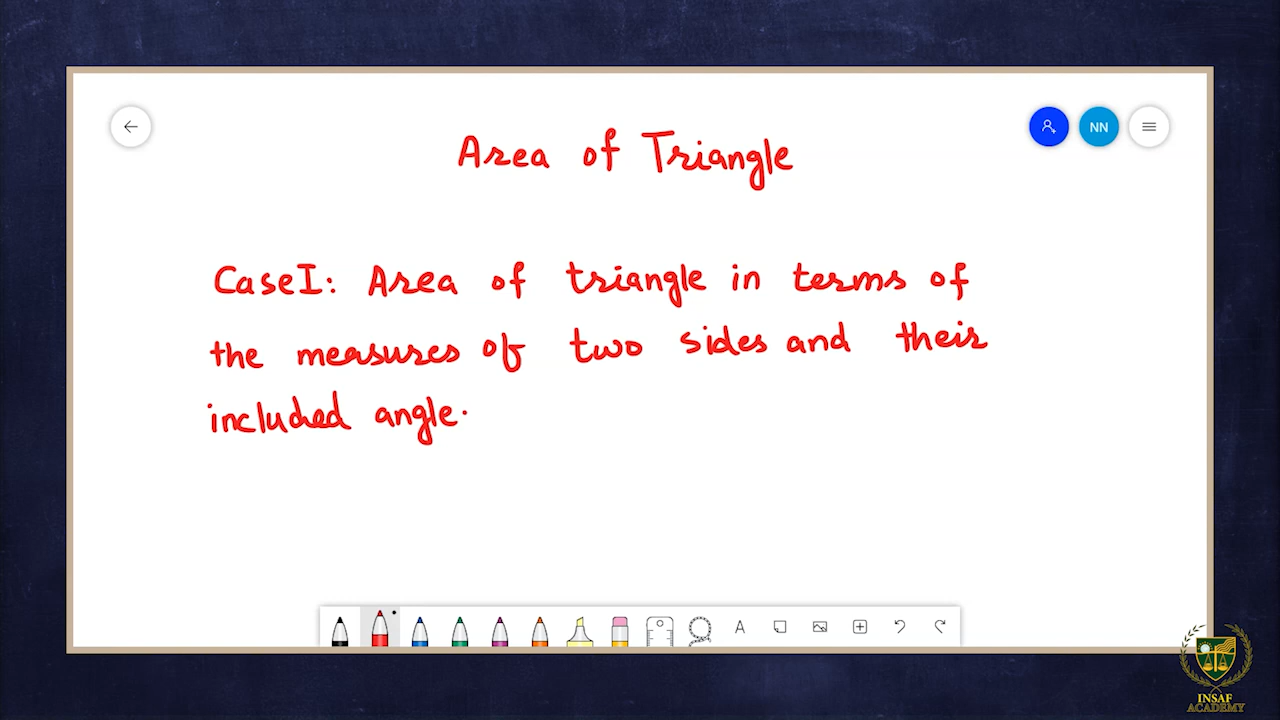 NN
Area of Triangle
Case I: Area of triangle in terms of
the measures of two sides and their
included angle.
A
INSAF
ACADEMY